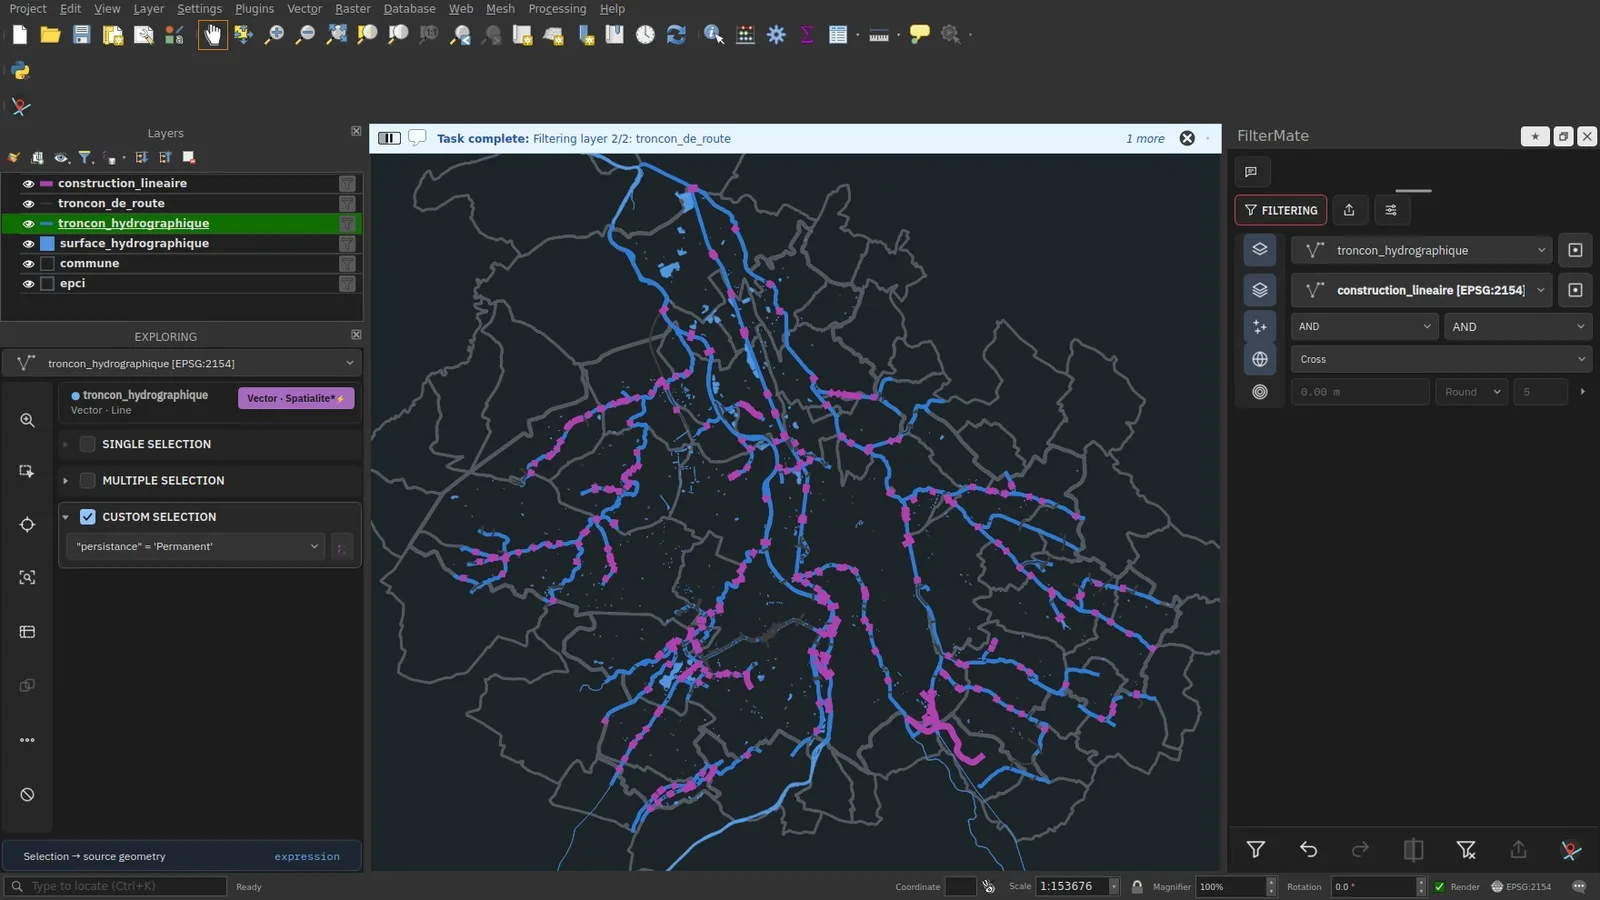 Project Edit View Layer Settings Plugins Vector Raster Database Web Mesh Processing Help
Layers
construction_lineaire
troncon_de_route
troncon_hydrographique
surface_hydrographique
commune
epci
EXPLORING
troncon_hydrographique [EPSG:2154]
troncon_hydrographique
Vector · Line
Vector · Spatialite*⚡
SINGLE SELECTION
MULTIPLE SELECTION
CUSTOM SELECTION
"persistance" = 'Permanent'
Selection → source geometry expression
Task complete: Filtering layer 2/2: troncon_de_route
1 more
FilterMate
FILTERING
troncon_hydrographique
construction_lineaire [EPSG:2154]
AND AND
Cross
0.00 m Round 5
Type to locate (Ctrl+K) Ready Coordinate Scale 1:153676 Magnifier 100% Rotation 0.0 ° Render EPSG:2154